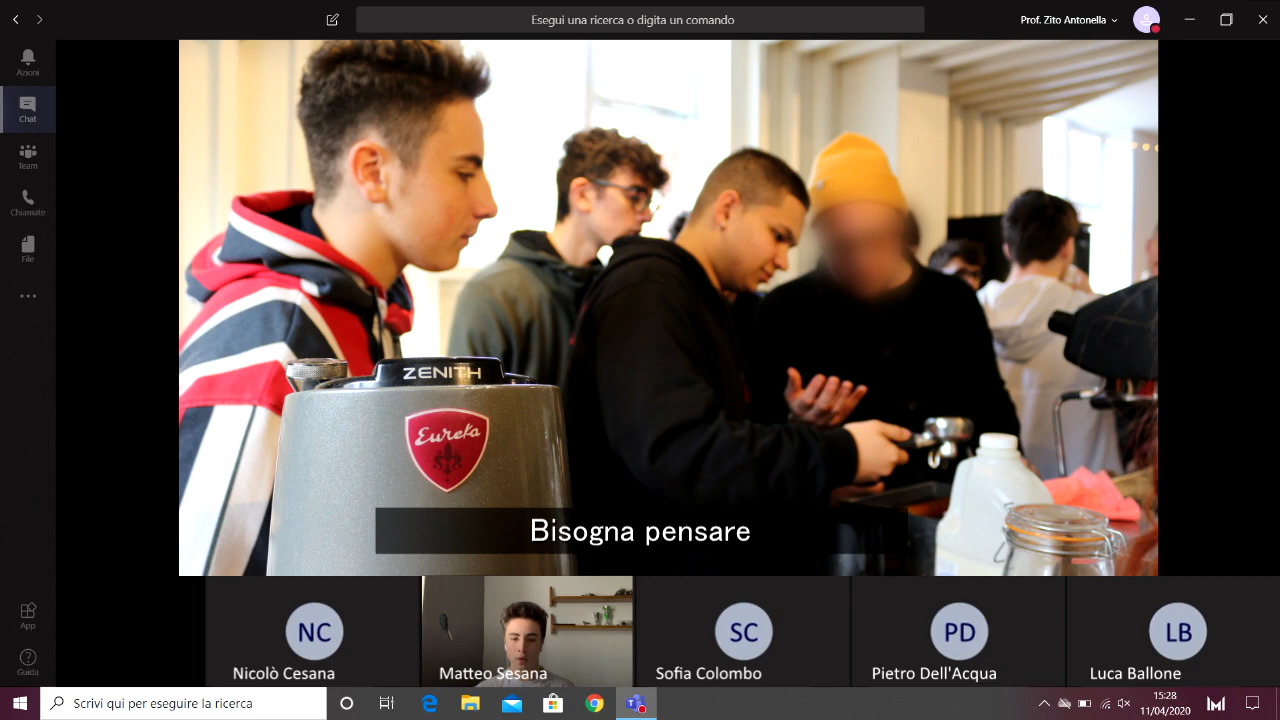 Esegui una ricerca o digita un comando
Prof. Zito Antonella
Azioni
Chat
Team
Chiamate
File
ZENITH
Eureka
Bisogna pensare
App
Guida
NC
Nicolò Cesana
Matteo Sesana
SC
Sofia Colombo
PD
Pietro Dell'Acqua
LB
Luca Ballone
Scrivi qui per eseguire la ricerca
15:28
11/04/2020